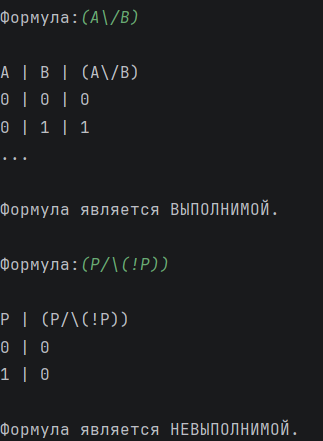 Формула:(A\/B)
A | B | (A\/B)
0 | 0 | 0
0 | 1 | 1
...
Формула является ВЫПОЛНИМОЙ.
Формула:(P/\(!P))
P | (P/\(!P))
0 | 0
1 | 0
Формула является НЕВЫПОЛНИМОЙ.